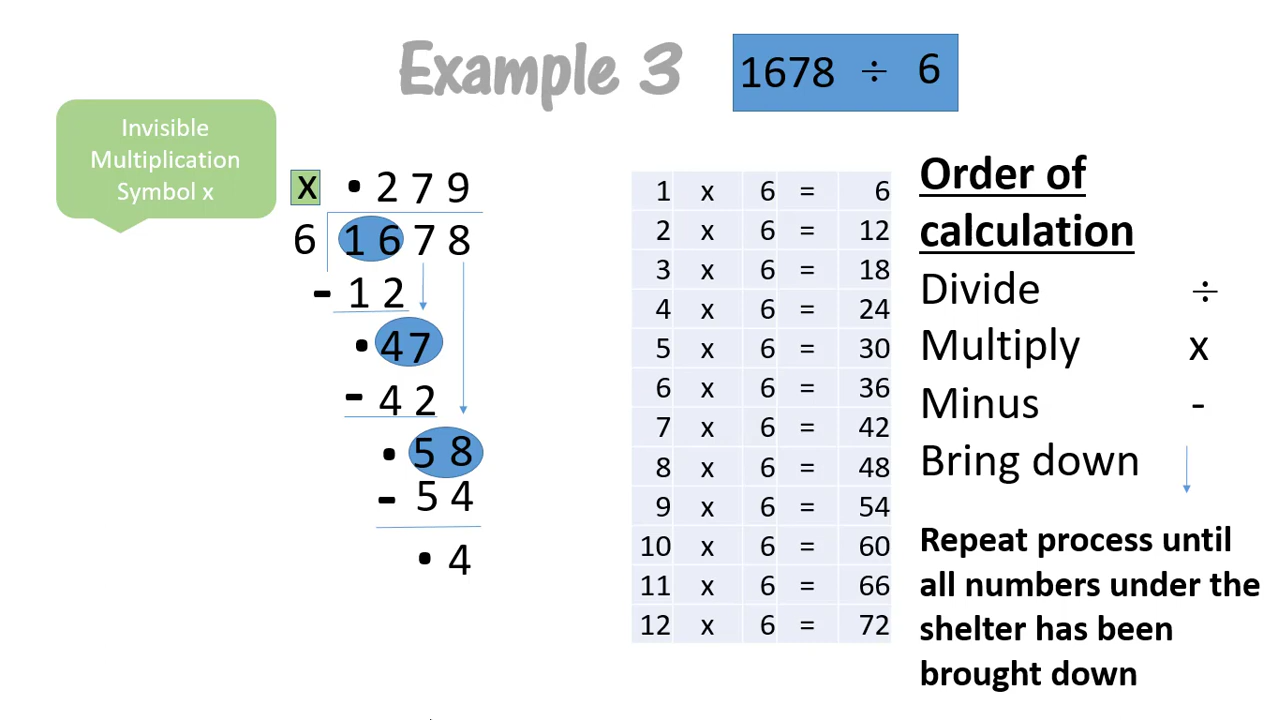 Example 3
1678 ÷ 6
Invisible
Multiplication
Symbol x
x • 2 7 9
6 1 6 7 8
- 1 2
• 4 7
- 4 2
• 5 8
- 5 4
• 4
1 x 6 = 6
2 x 6 = 12
3 x 6 = 18
4 x 6 = 24
5 x 6 = 30
6 x 6 = 36
7 x 6 = 42
8 x 6 = 48
9 x 6 = 54
10 x 6 = 60
11 x 6 = 66
12 x 6 = 72
Order of
calculation
Divide ÷
Multiply x
Minus -
Bring down ↓
Repeat process until
all numbers under the
shelter has been
brought down